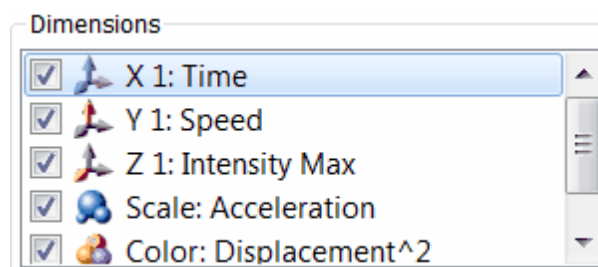 Dimensions
X 1: Time
Y 1: Speed
Z 1: Intensity Max
Scale: Acceleration
Color: Displacement^2